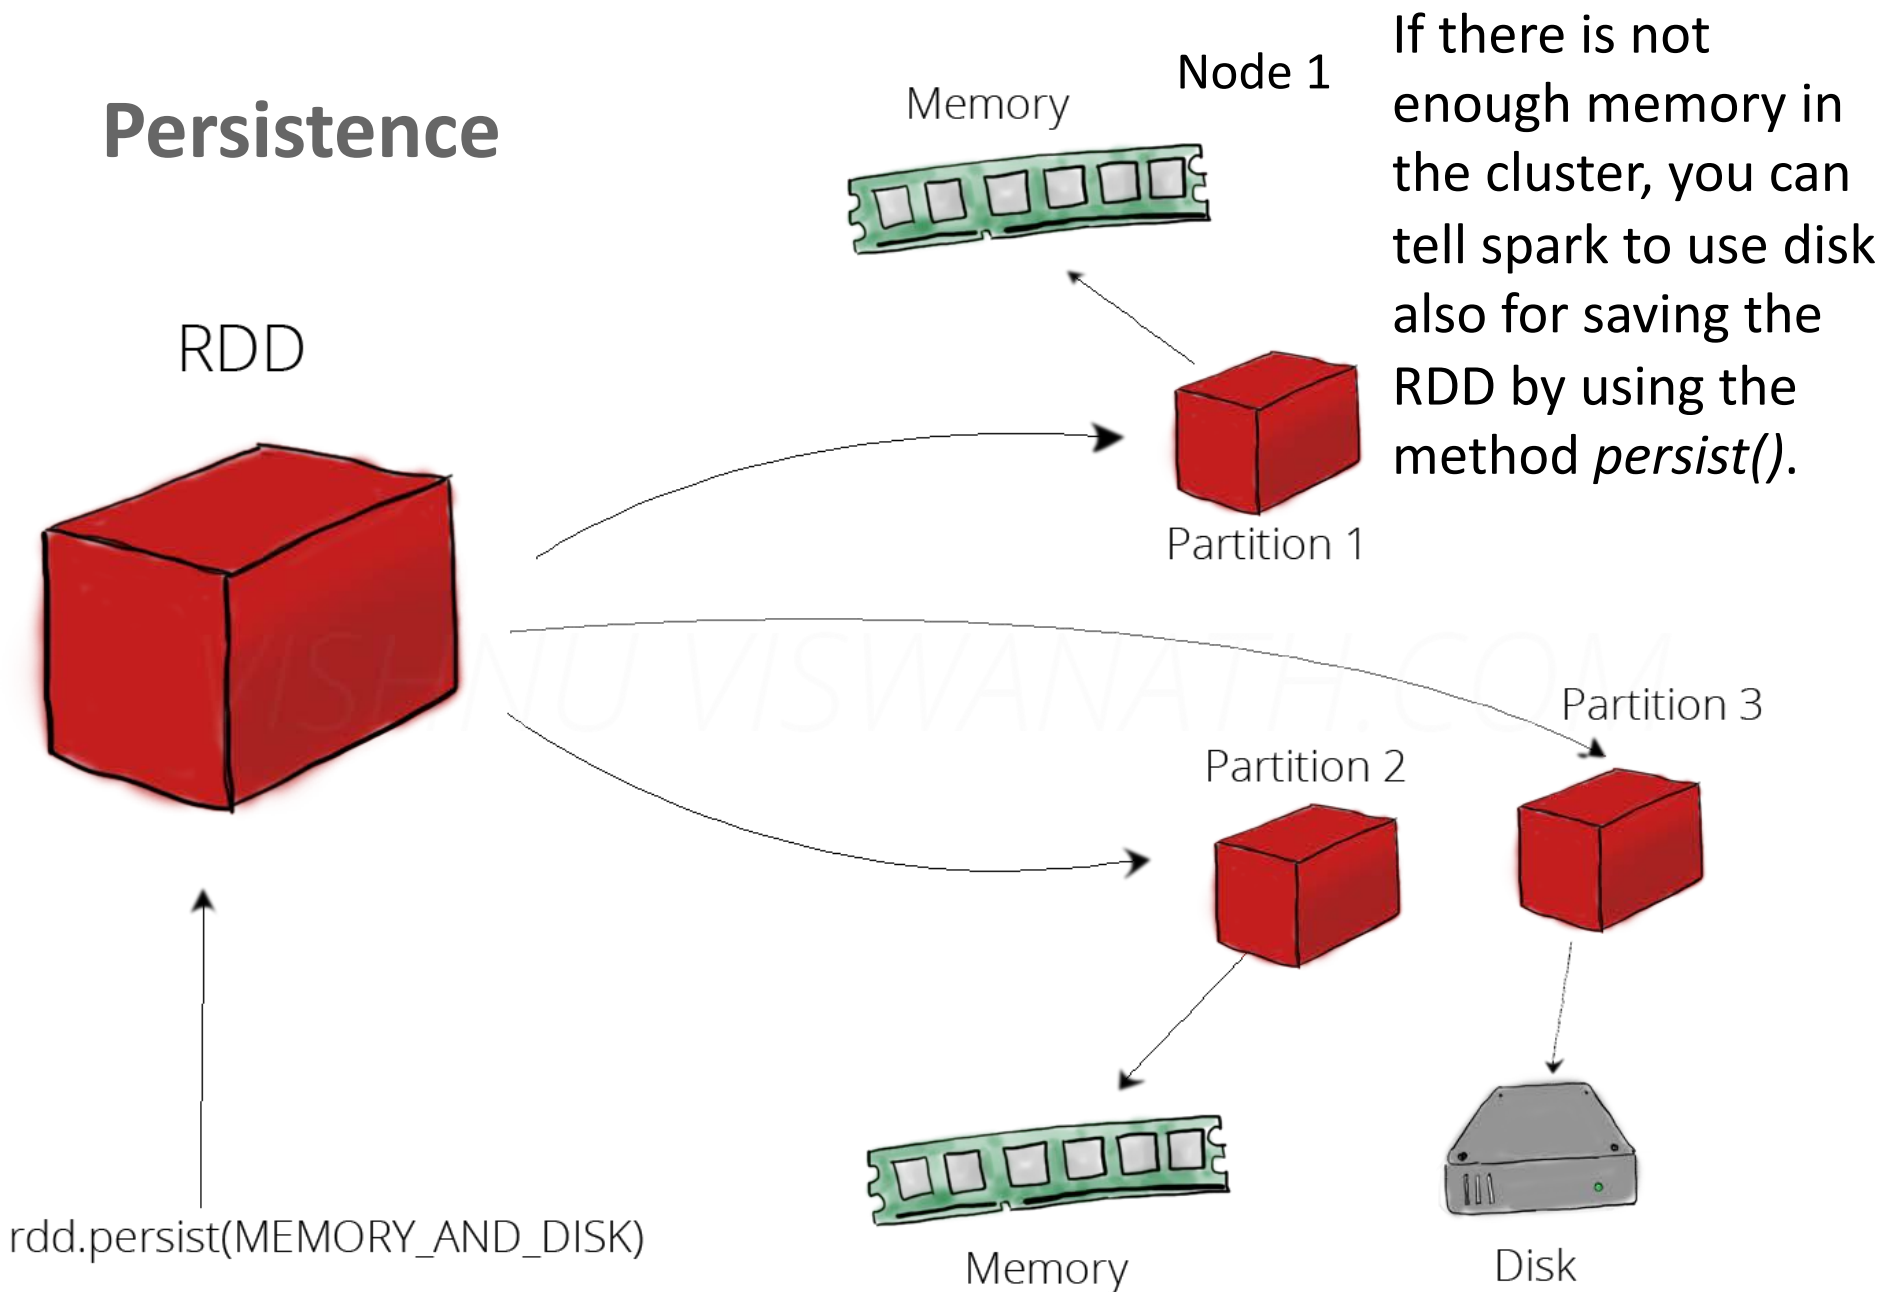 Persistence
Node 1
Memory
If there is not
enough memory in
the cluster, you can
tell spark to use disk
also for saving the
RDD by using the
method persist().
RDD
Partition 1
VISHNU VISWANATH.COM
Partition 3
Partition 2
rdd.persist(MEMORY_AND_DISK)
Memory
Disk